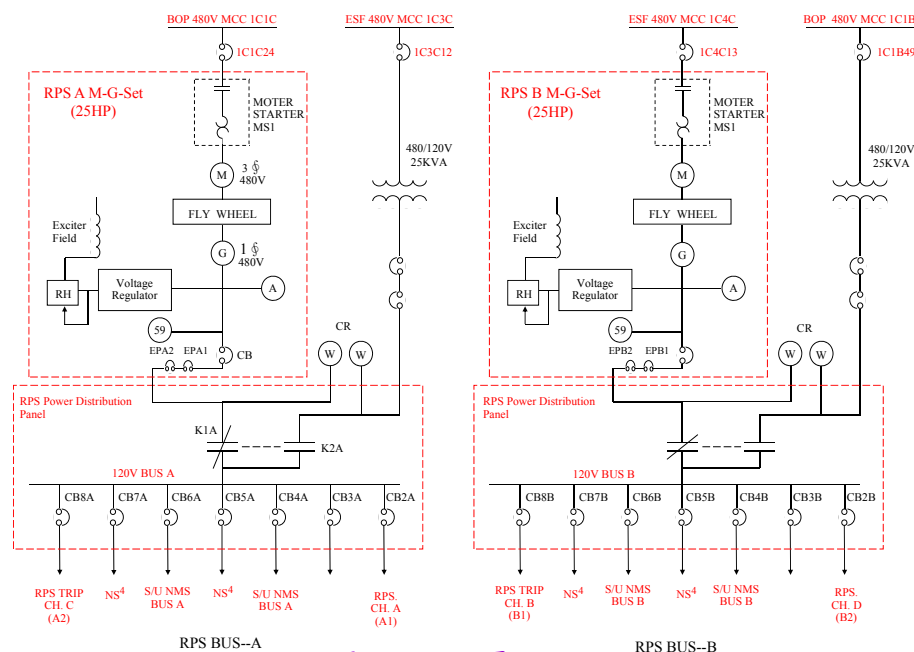 BOP 480V MCC 1C1C
ESF 480V MCC 1C3C
1C1C24
1C3C12
RPS A M-G-Set
(25HP)
MOTER
STARTER
MS1
M
3 ∮
480V
480/120V
25KVA
FLY WHEEL
Exciter
Field
G
1 ∮
480V
RH
Voltage
Regulator
A
59
EPA2
EPA1
CB
CR
W
W
RPS Power Distribution
Panel
K1A
K2A
120V BUS A
CB8A
CB7A
CB6A
CB5A
CB4A
CB3A
CB2A
RPS TRIP
CH. C
(A2)
NS4
S/U NMS
BUS A
NS4
S/U NMS
BUS A
RPS.
CH. A
(A1)
RPS BUS--A
ESF 480V MCC 1C4C
BOP 480V MCC 1C1B
1C4C13
1C1B49
RPS B M-G-Set
(25HP)
MOTER
STARTER
MS1
M
480/120V
25KVA
FLY WHEEL
Exciter
Field
G
RH
Voltage
Regulator
A
59
EPB2
EPB1
CB
CR
W
W
RPS Power Distribution
Panel
120V BUS B
CB8B
CB7B
CB6B
CB5B
CB4B
CB3B
CB2B
RPS TRIP
CH. B
(B1)
NS4
S/U NMS
BUS B
NS4
S/U NMS
BUS B
RPS.
CH. D
(B2)
RPS BUS--B